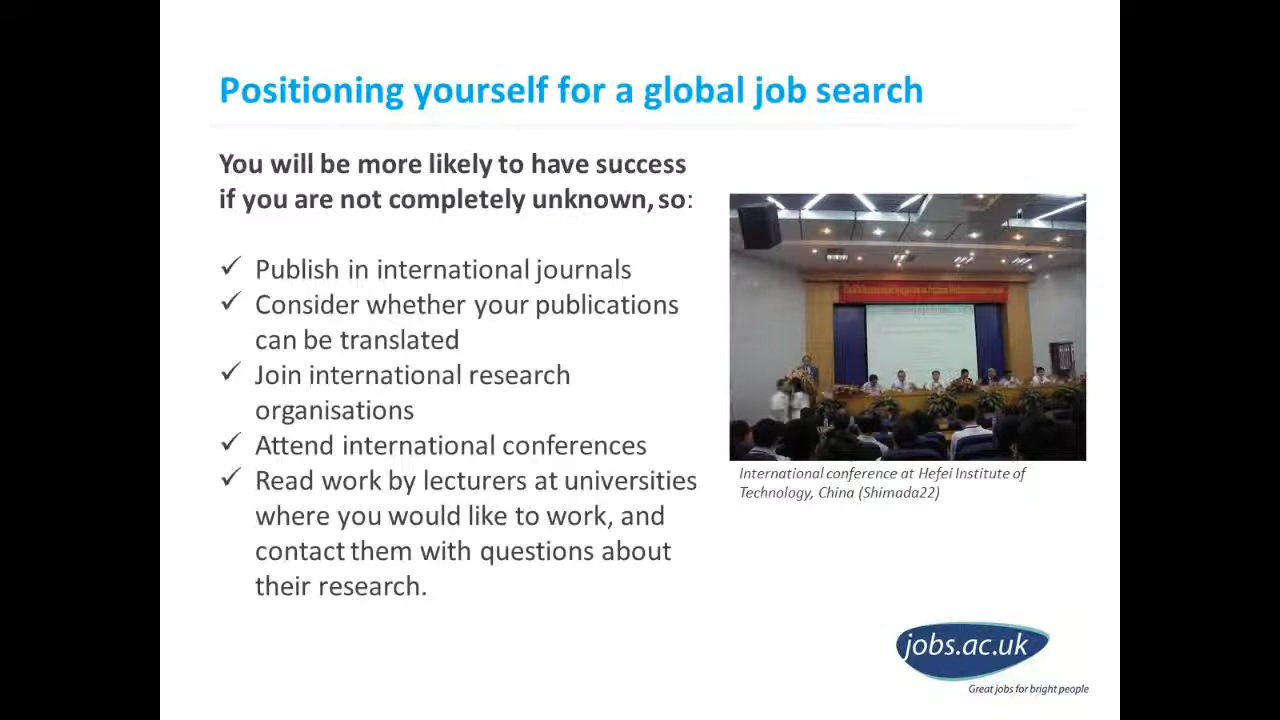 Positioning yourself for a global job search
You will be more likely to have success
if you are not completely unknown, so:
✓ Publish in international journals
✓ Consider whether your publications
can be translated
✓ Join international research
organisations
✓ Attend international conferences
✓ Read work by lecturers at universities
where you would like to work, and
contact them with questions about
their research.
International conference at Hefei Institute of
Technology, China (Shimada22)
jobs.ac.uk
Great jobs for bright people